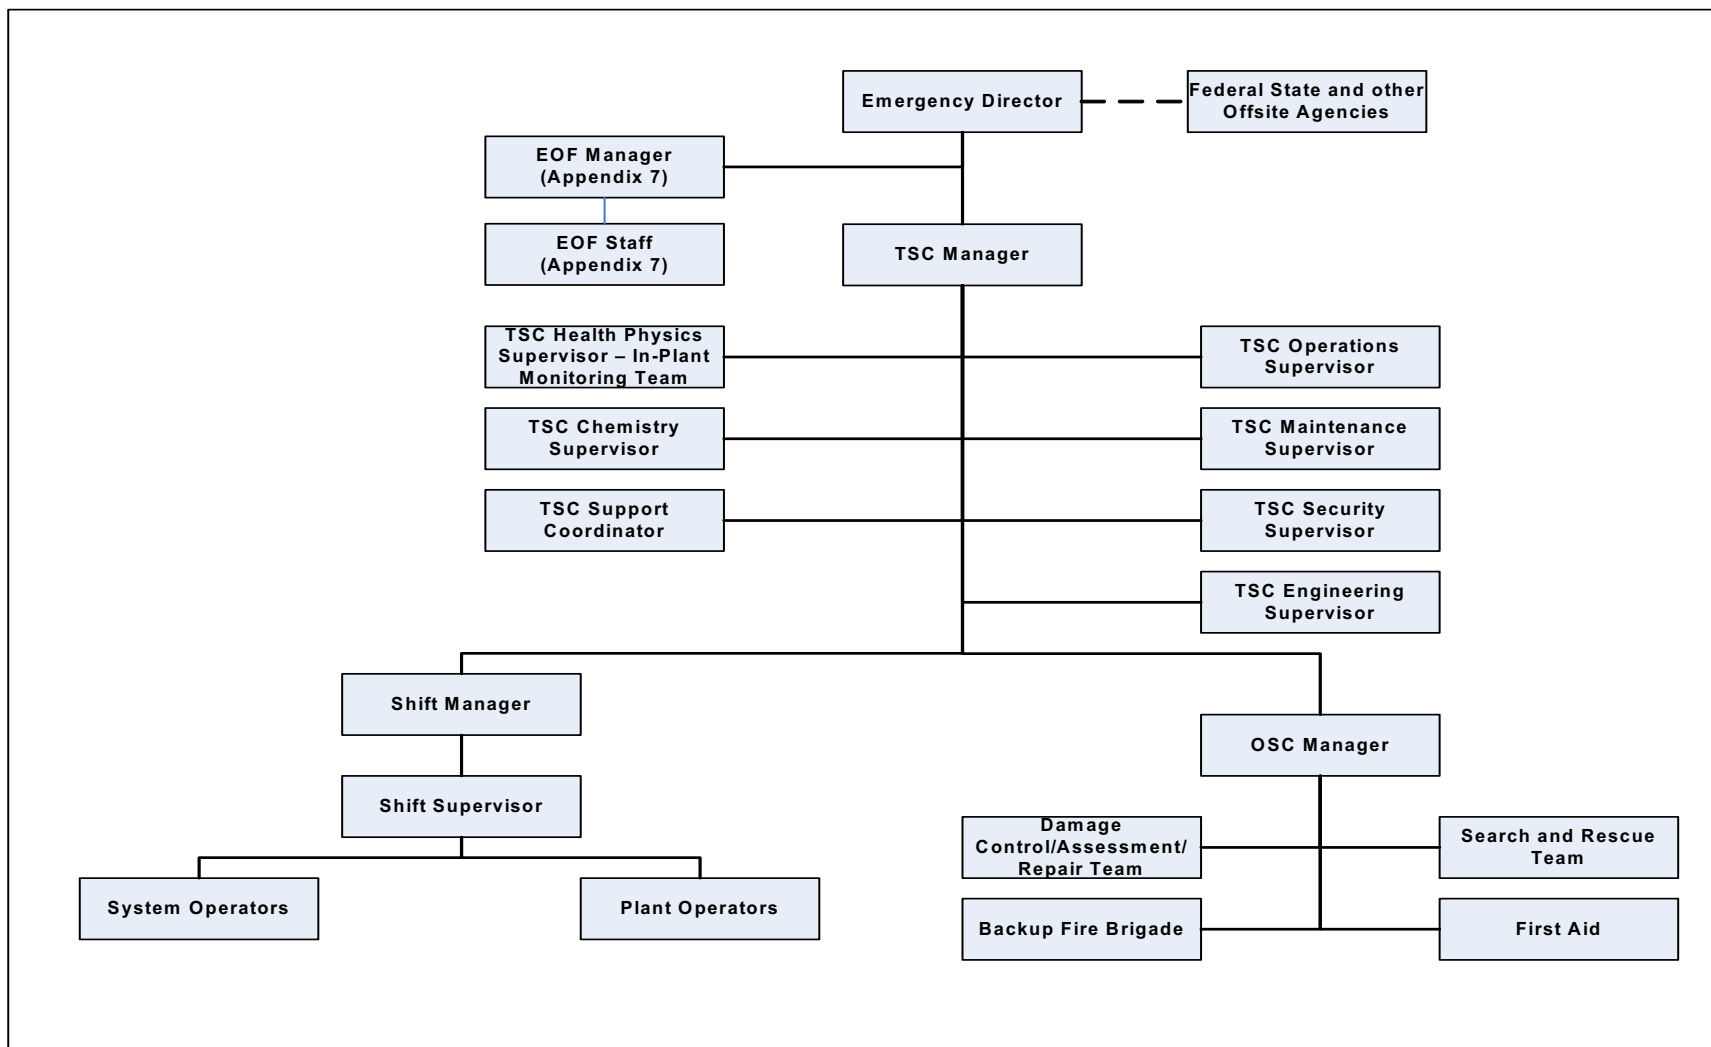 Emergency Director
Federal State and other
Offsite Agencies
EOF Manager
(Appendix 7)
EOF Staff
(Appendix 7)
TSC Manager
TSC Health Physics
Supervisor – In-Plant
Monitoring Team
TSC Operations
Supervisor
TSC Chemistry
Supervisor
TSC Maintenance
Supervisor
TSC Support
Coordinator
TSC Security
Supervisor
TSC Engineering
Supervisor
Shift Manager
OSC Manager
Shift Supervisor
Damage
Control/Assessment/
Repair Team
Search and Rescue
Team
System Operators
Plant Operators
Backup Fire Brigade
First Aid